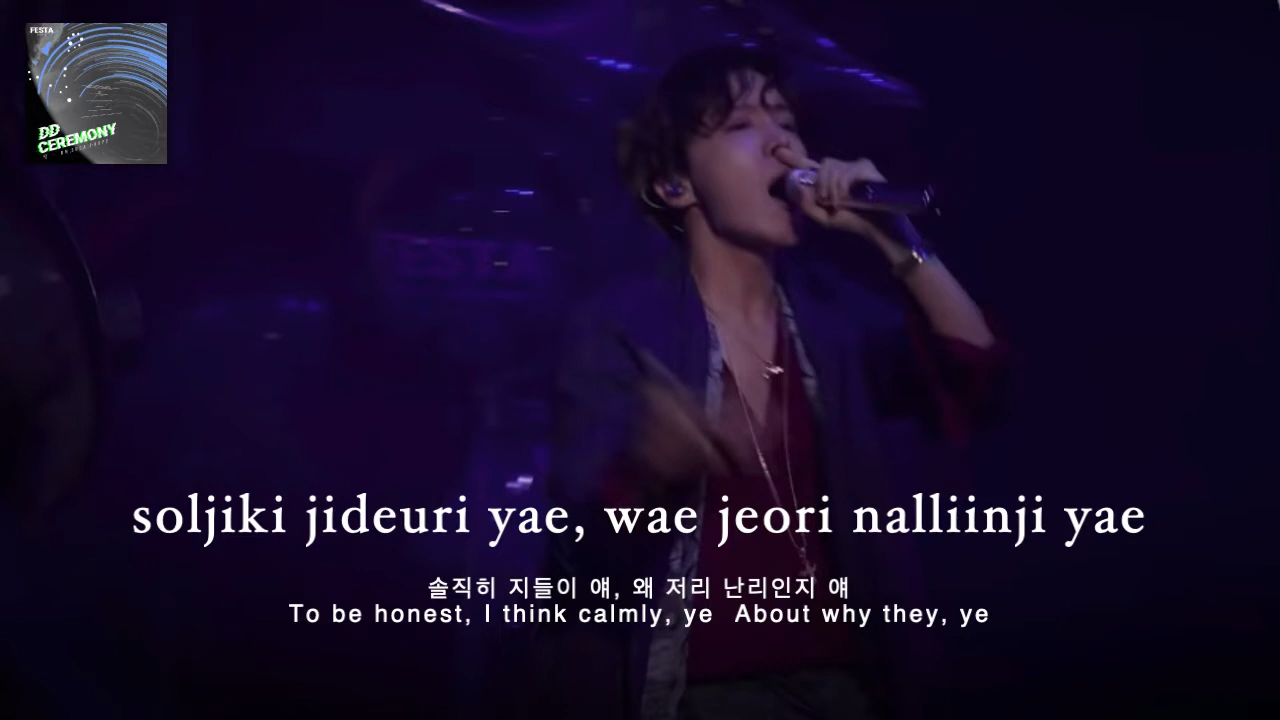 FESTA
DD
CEREMONY
soljiki jideuri yae, wae jeori nalliinji yae
솔직히 지들이 얘, 왜 저리 난리인지 얘
To be honest, I think calmly, ye  About why they, ye